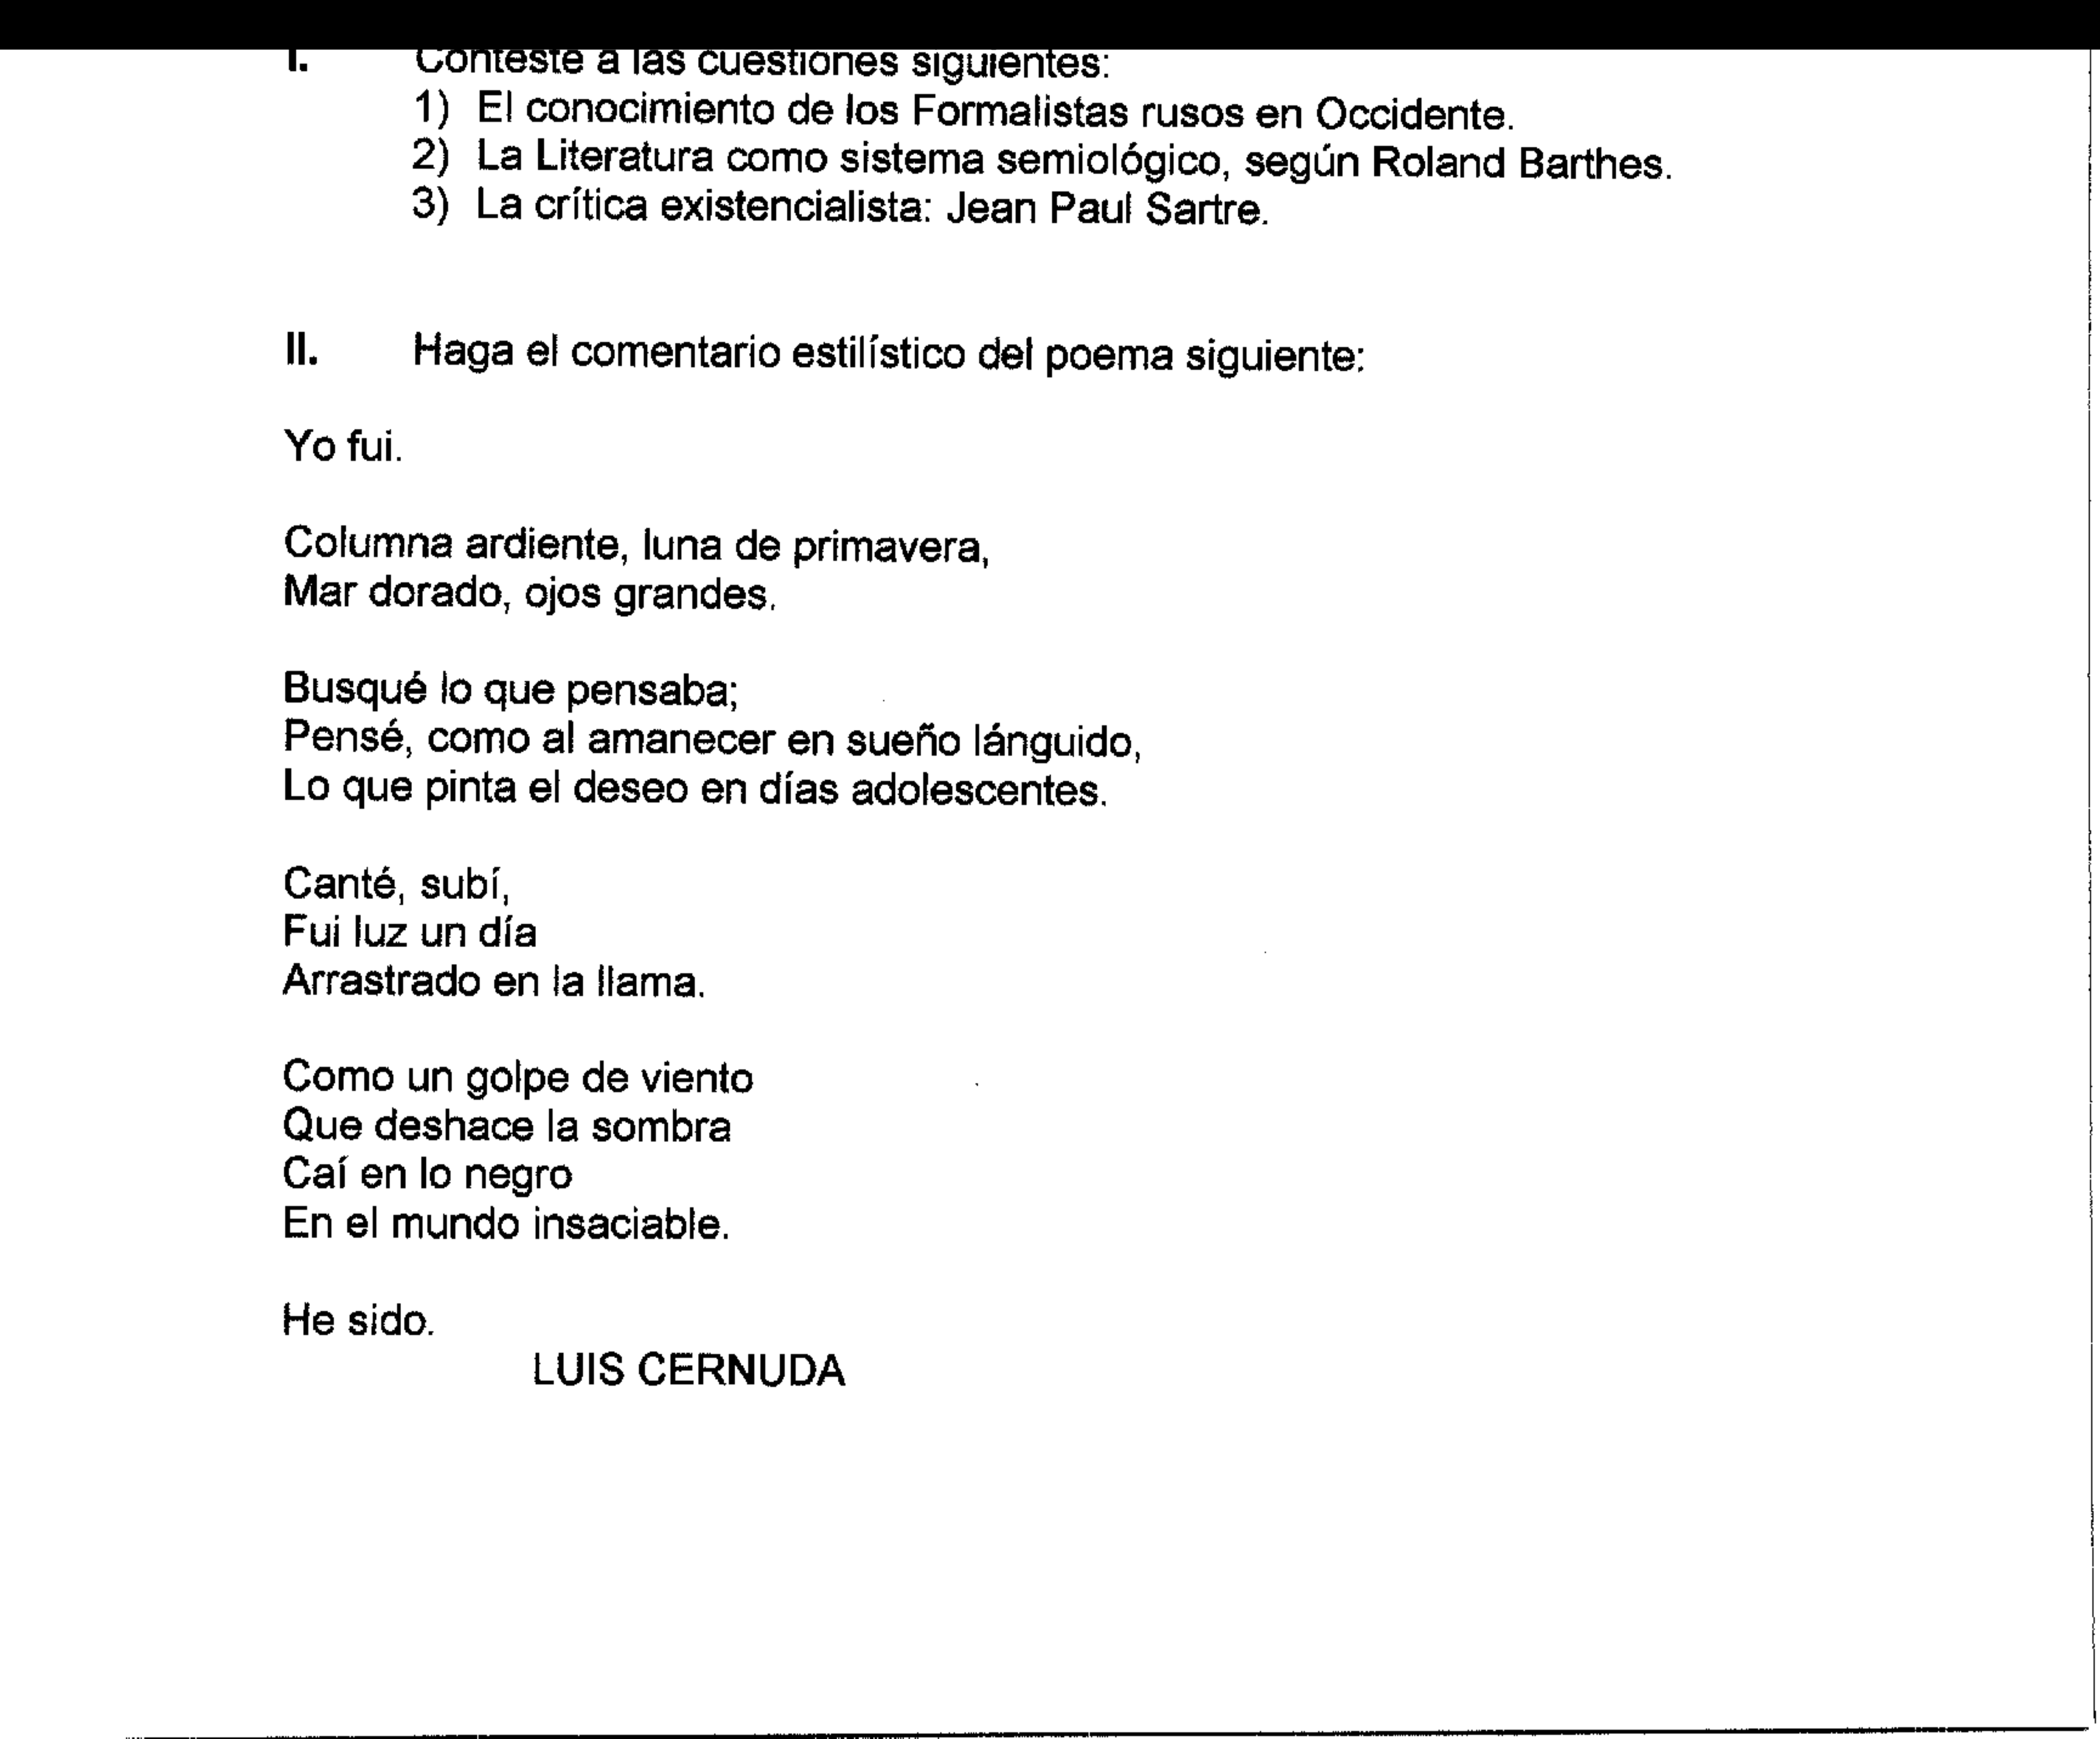 I. Conteste a las cuestiones siguientes:
1) El conocimiento de los Formalistas rusos en Occidente.
2) La Literatura como sistema semiológico, según Roland Barthes.
3) La crítica existencialista: Jean Paul Sartre.
II. Haga el comentario estilístico del poema siguiente:
Yo fui.
Columna ardiente, luna de primavera,
Mar dorado, ojos grandes.
Busqué lo que pensaba;
Pensé, como al amanecer en sueño lánguido,
Lo que pinta el deseo en días adolescentes.
Canté, subí,
Fui luz un día
Arrastrado en la llama.
Como un golpe de viento
Que deshace la sombra
Caí en lo negro
En el mundo insaciable.
He sido.
LUIS CERNUDA